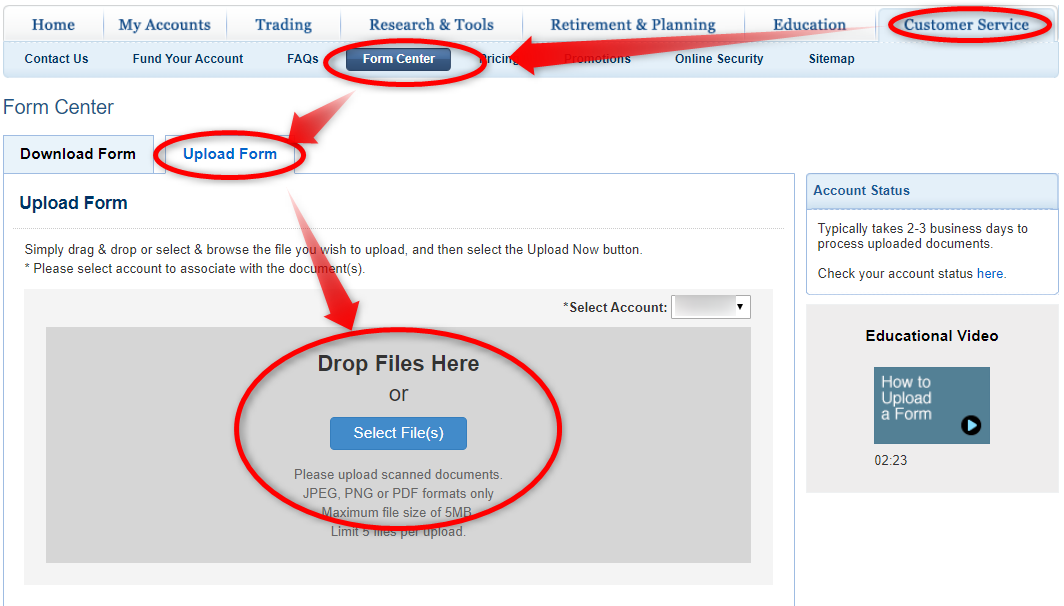 Home My Accounts Trading Research & Tools Retirement & Planning Education Customer Service
Contact Us Fund Your Account FAQs Form Center Pricing Promotions Online Security Sitemap
Form Center
Download Form Upload Form
Upload Form
Simply drag & drop or select & browse the file you wish to upload, and then select the Upload Now button.
* Please select account to associate with the document(s).
*Select Account:
Drop Files Here
or
Select File(s)
Please upload scanned documents.
JPEG, PNG or PDF formats only
Maximum file size of 5MB
Limit 5 files per upload.
Account Status
Typically takes 2-3 business days to
process uploaded documents.
Check your account status here.
Educational Video
How to
Upload
a Form
02:23